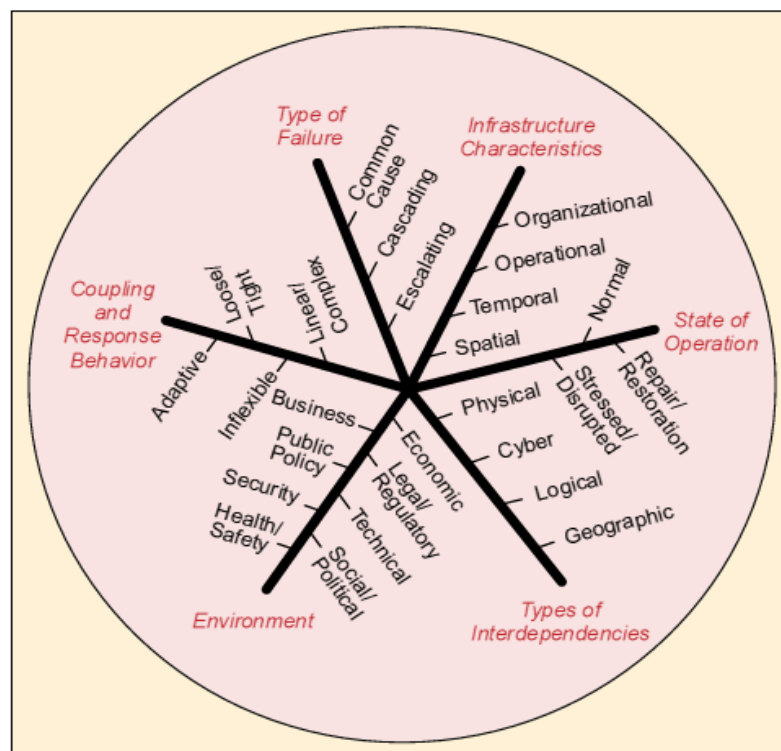 Type of
Failure
Common
Cause
Cascading
Escalating
Infrastructure
Characteristics
Organizational
Operational
Temporal
Spatial
State of
Operation
Normal
Stressed/
Disrupted
Repair/
Restoration
Types of
Interdependencies
Physical
Cyber
Logical
Geographic
Environment
Economic
Legal/
Regulatory
Technical
Social/
Political
Business
Public
Policy
Security
Health/
Safety
Coupling
and
Response
Behavior
Adaptive
Loose/
Tight
Inflexible
Linear/
Complex